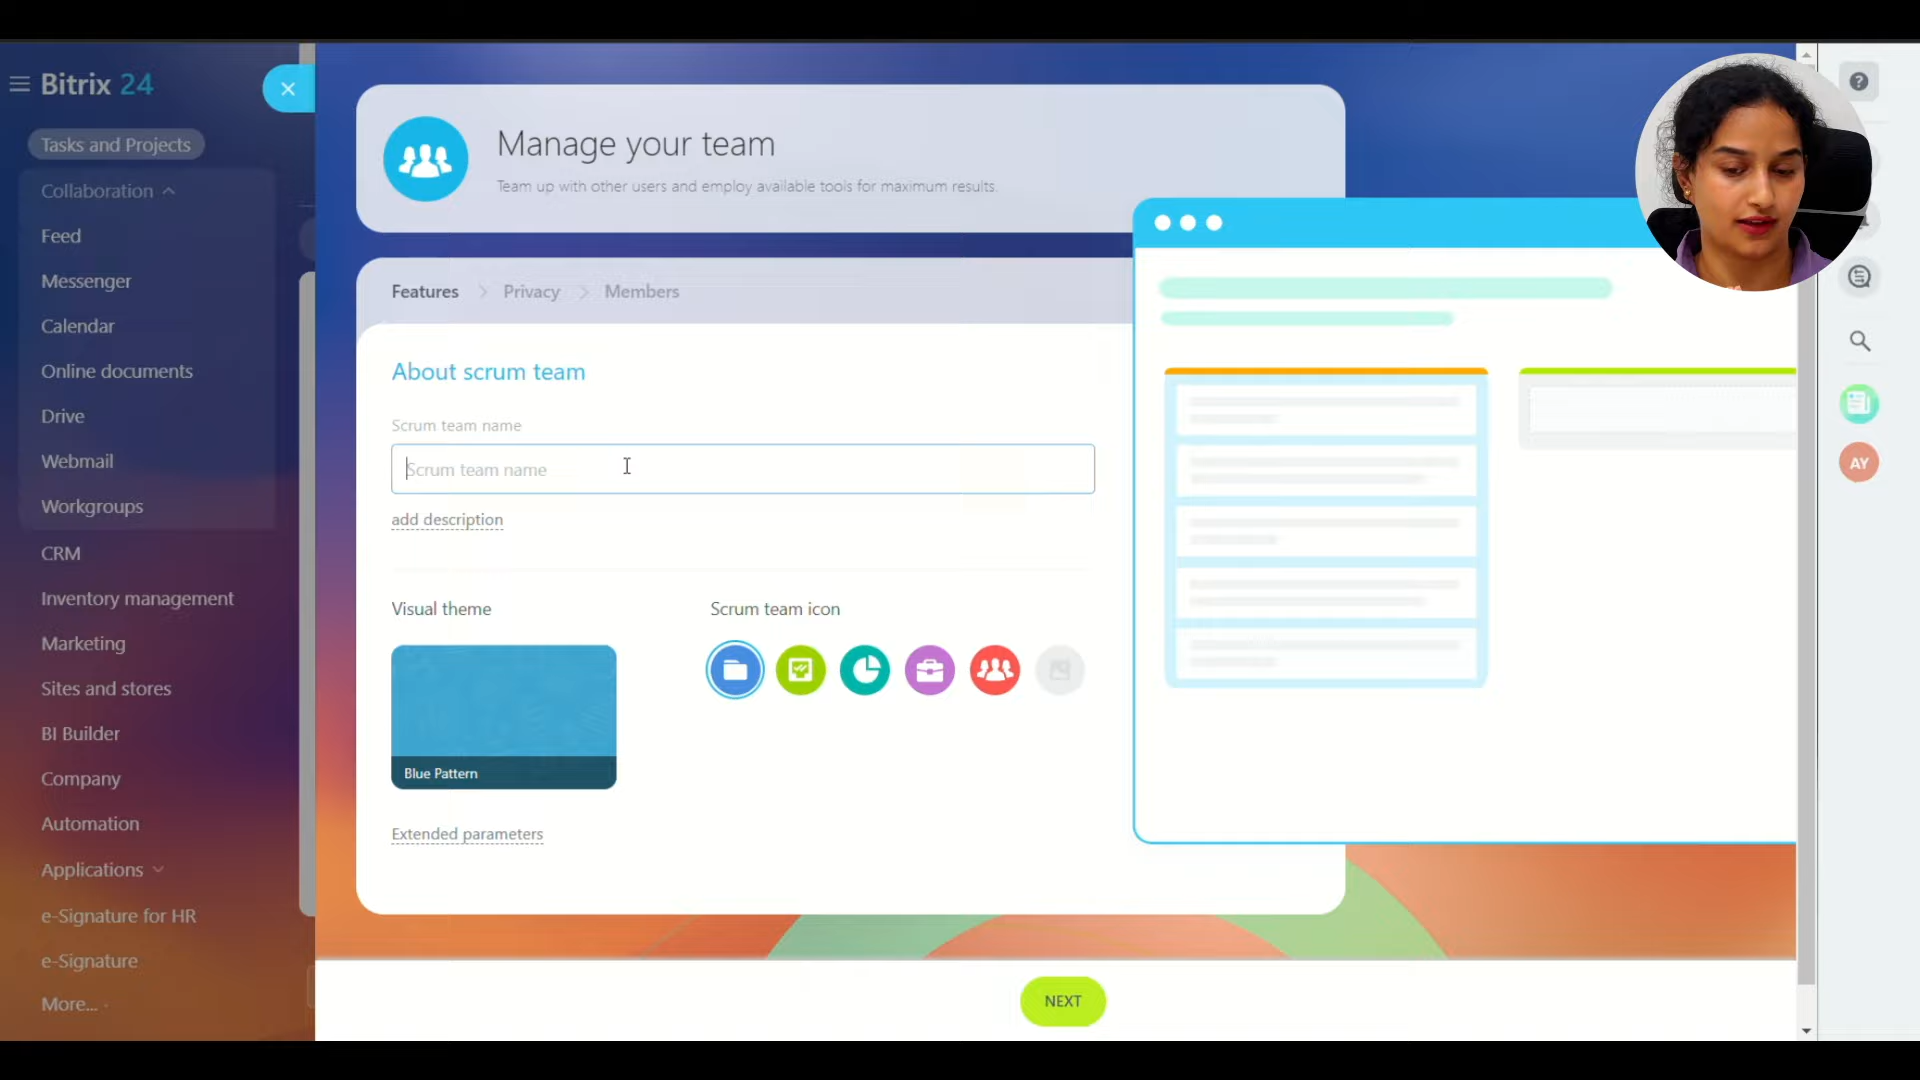 Bitrix 24
Tasks and Projects
Collaboration
Feed
Messenger
Calendar
Online documents
Drive
Webmail
Workgroups
CRM
Inventory management
Marketing
Sites and stores
BI Builder
Company
Automation
Applications
e-Signature for HR
e-Signature
More...
Manage your team
Team up with other users and employ available tools for maximum results.
Features > Privacy > Members
About scrum team
Scrum team name
Scrum team name
add description
Visual theme
Scrum team icon
Blue Pattern
Extended parameters
NEXT
?
AY